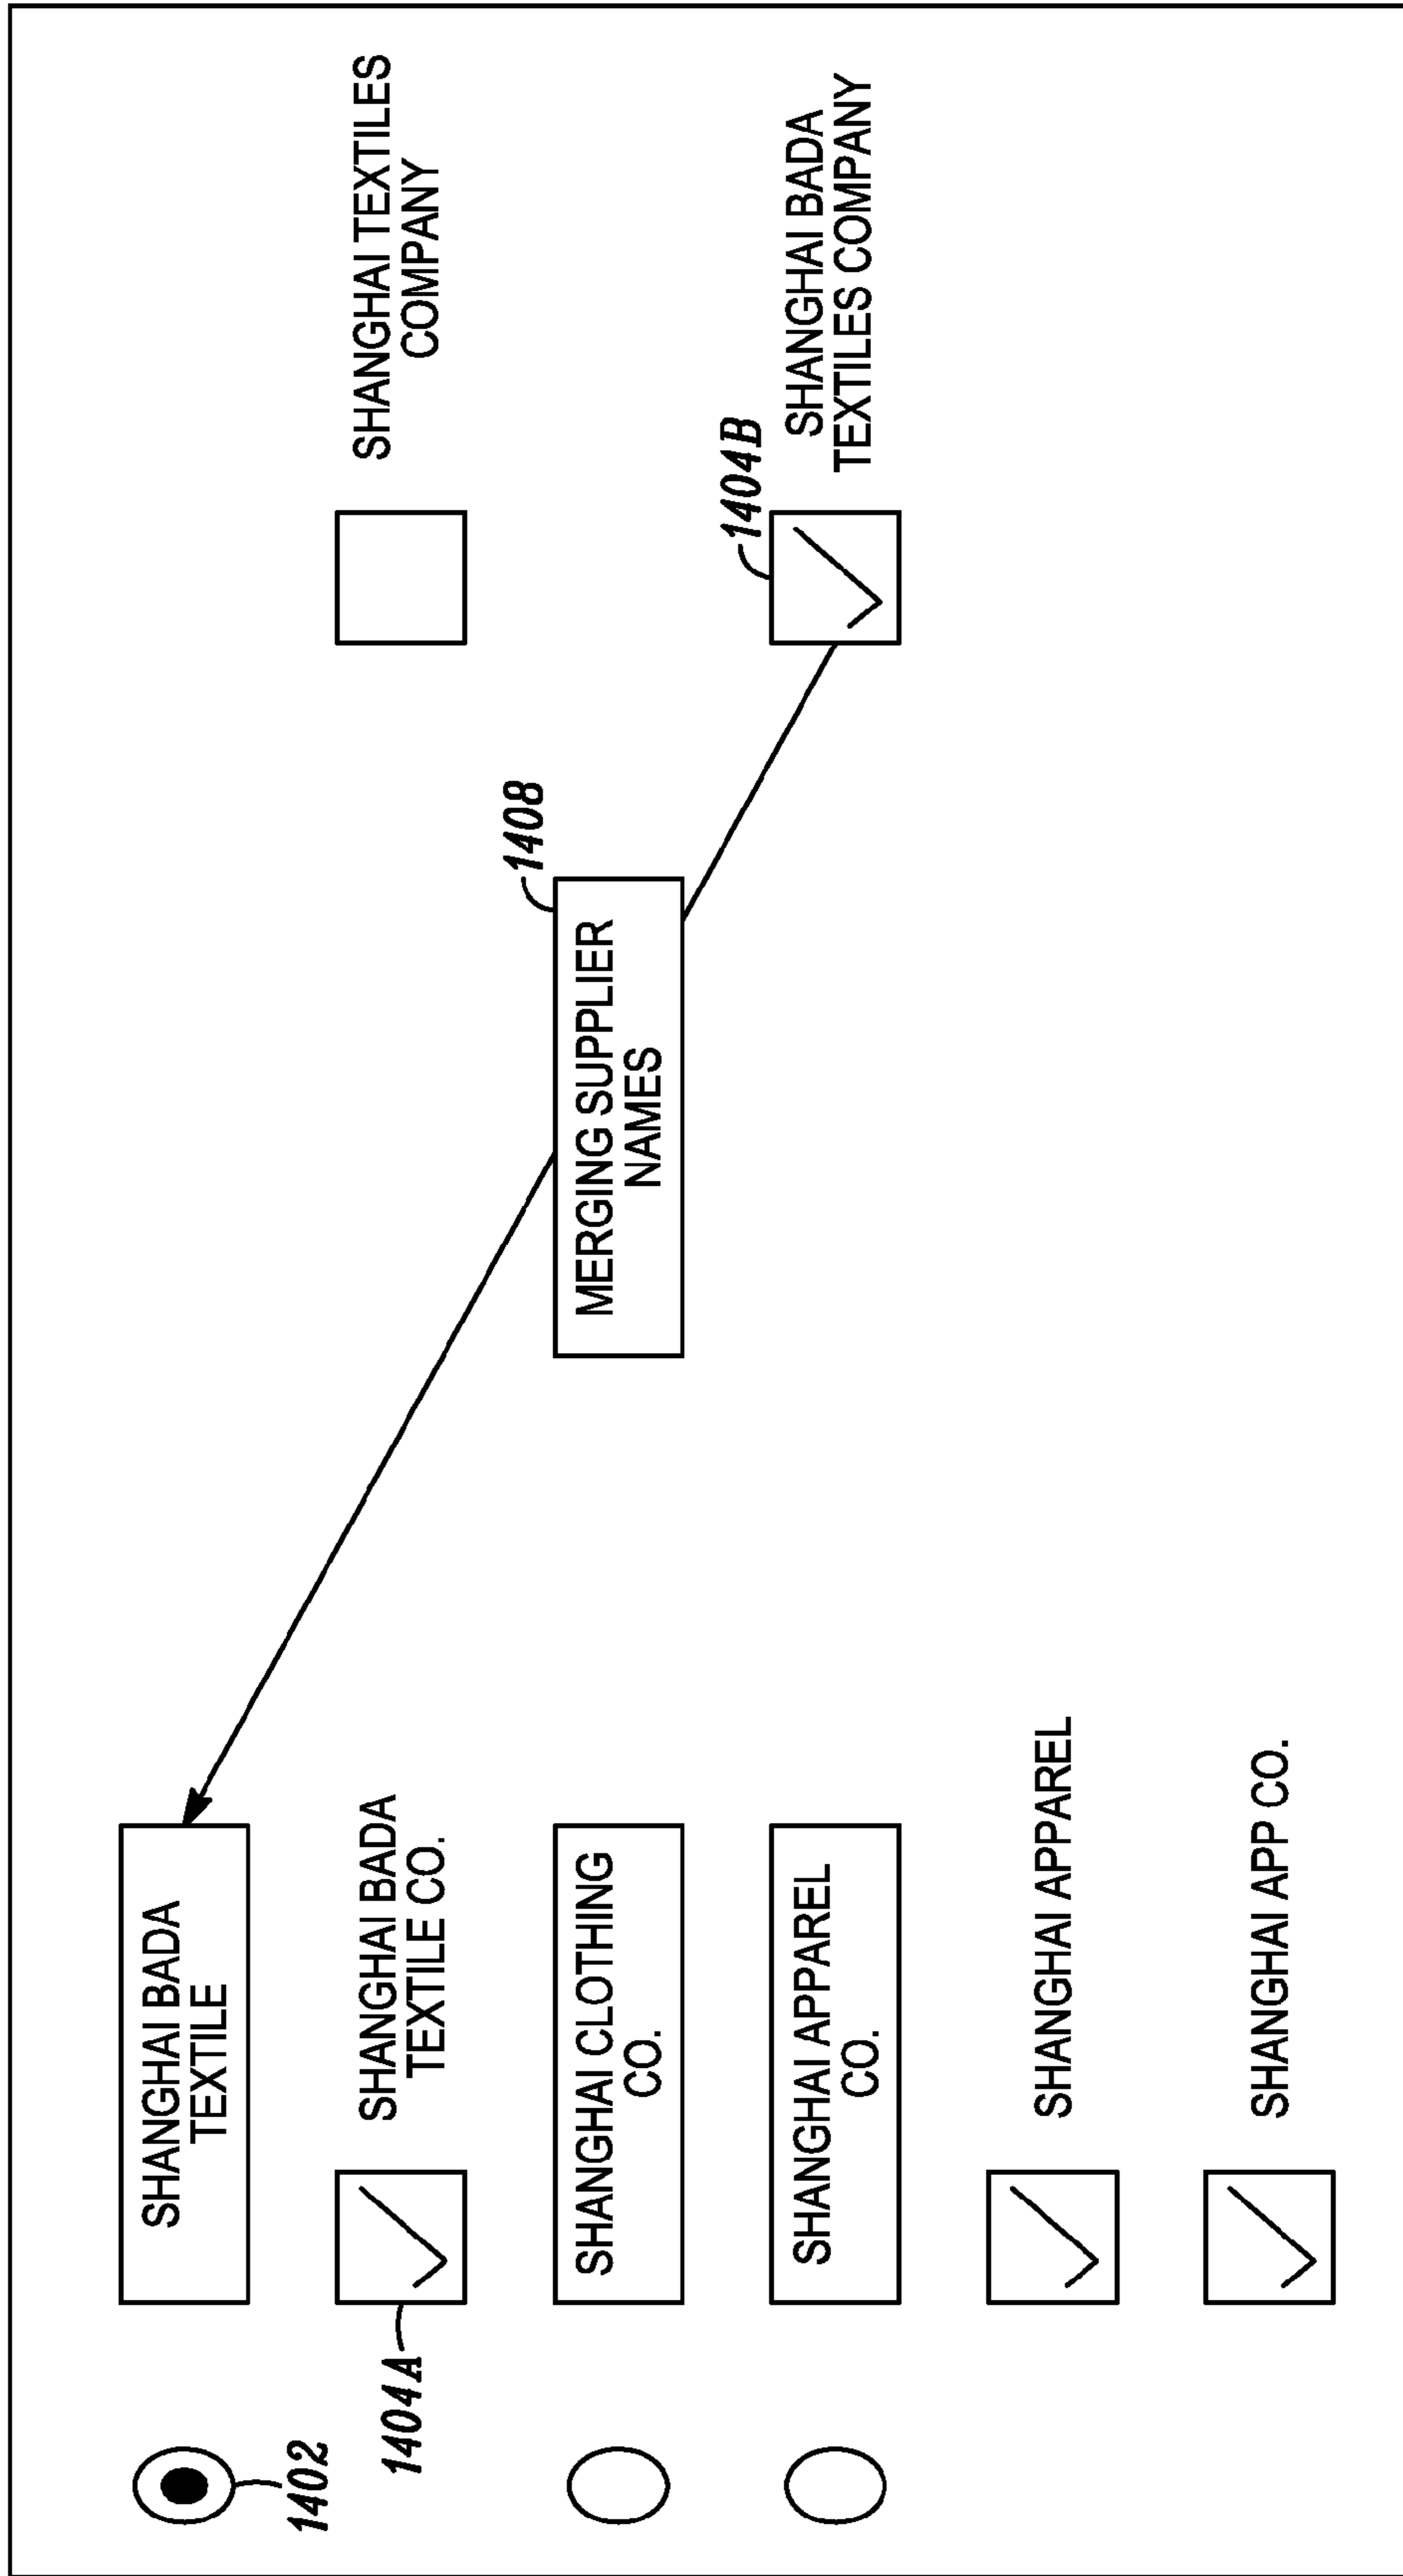 SHANGHAI BADA
TEXTILE
1402
SHANGHAI BADA
TEXTILE CO.
1404A
SHANGHAI TEXTILES
COMPANY
SHANGHAI CLOTHING
CO.
MERGING SUPPLIER
NAMES
1408
SHANGHAI APPAREL
CO.
1404B
SHANGHAI BADA
TEXTILES COMPANY
SHANGHAI APPAREL
SHANGHAI APP CO.